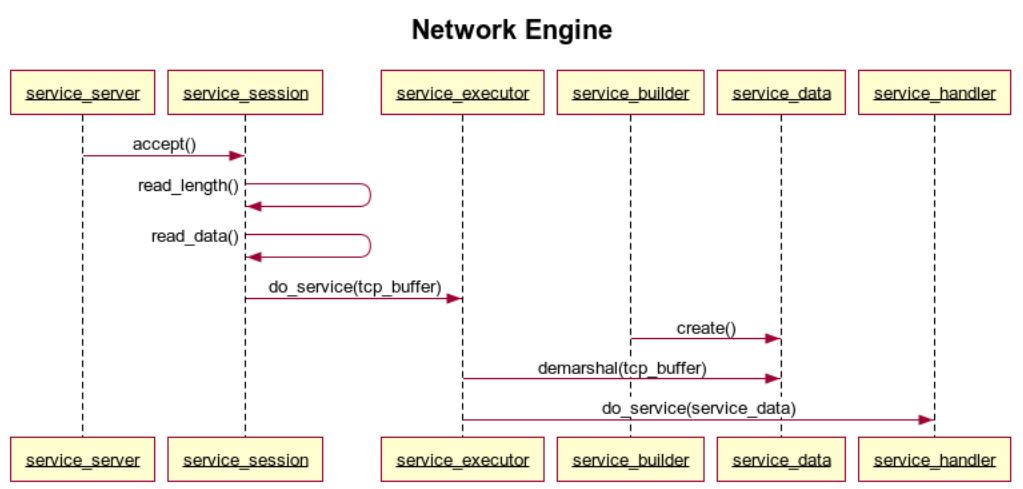 Network Engine
service_server
service_session
service_executor
service_builder
service_data
service_handler
accept()
read_length()
read_data()
do_service(tcp_buffer)
create()
demarshal(tcp_buffer)
do_service(service_data)
service_server
service_session
service_executor
service_builder
service_data
service_handler